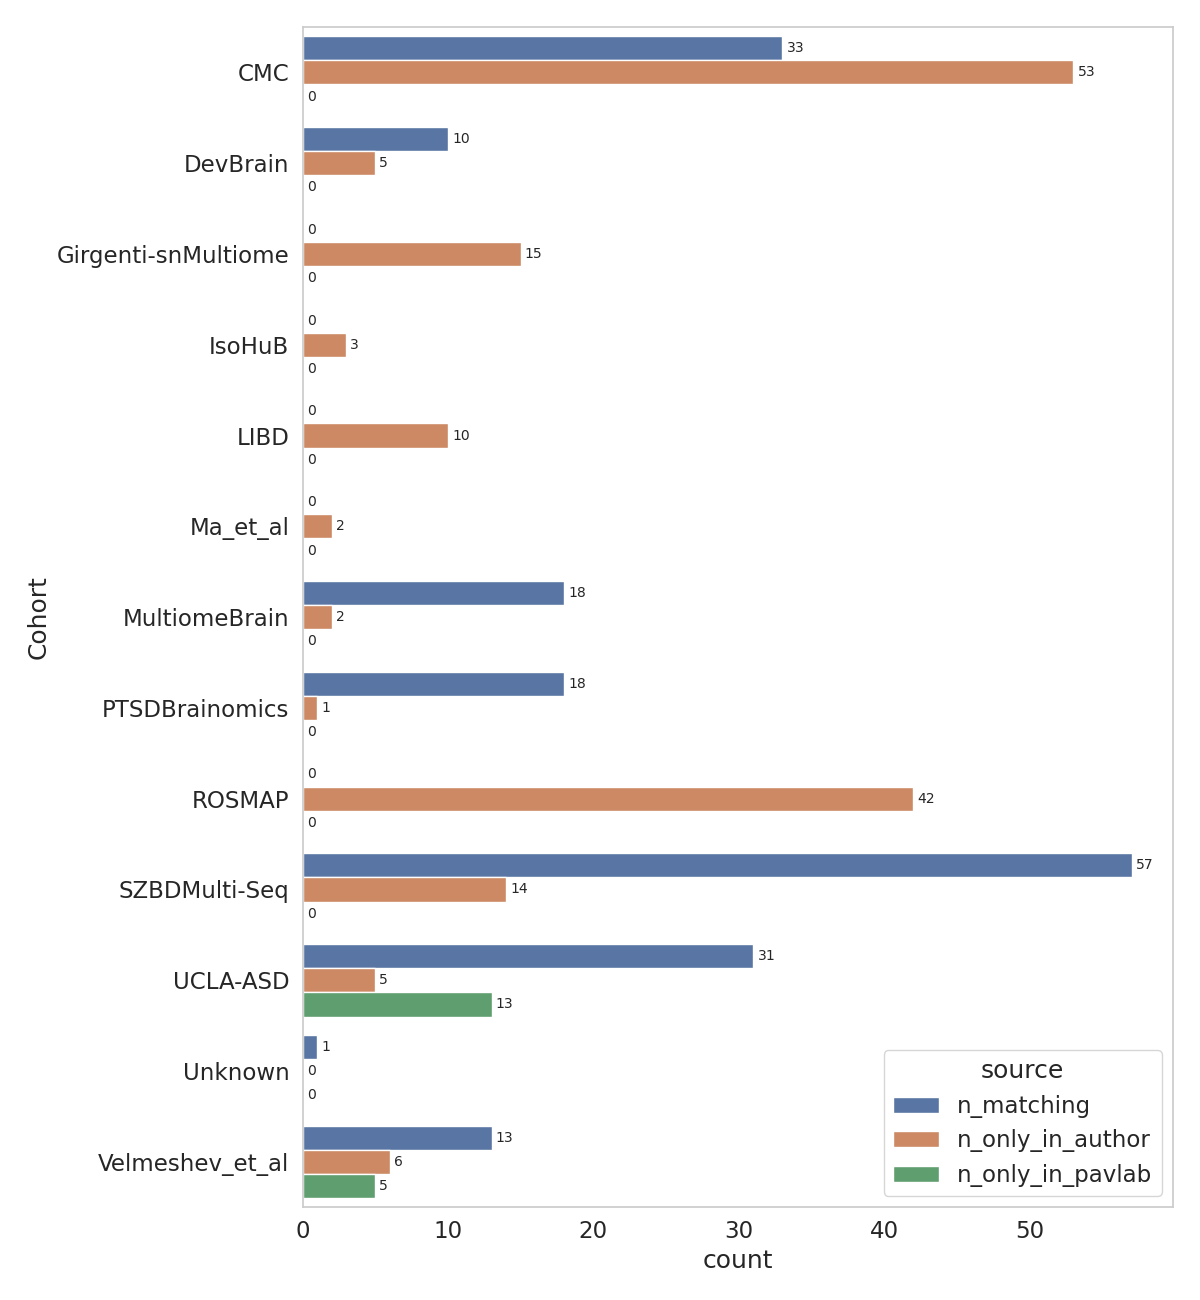 CMC
33
53
0
DevBrain
10
5
0
Girgenti-snMultiome
0
15
0
IsoHuB
0
3
0
LIBD
0
10
0
Ma_et_al
0
2
0
MultiomeBrain
18
2
0
PTSDBrainomics
18
1
0
ROSMAP
0
42
0
SZBDMulti-Seq
57
14
0
UCLA-ASD
31
5
13
Unknown
1
0
0
Velmeshev_et_al
13
6
5
Cohort
source
n_matching
n_only_in_author
n_only_in_pavlab
0 10 20 30 40 50
count